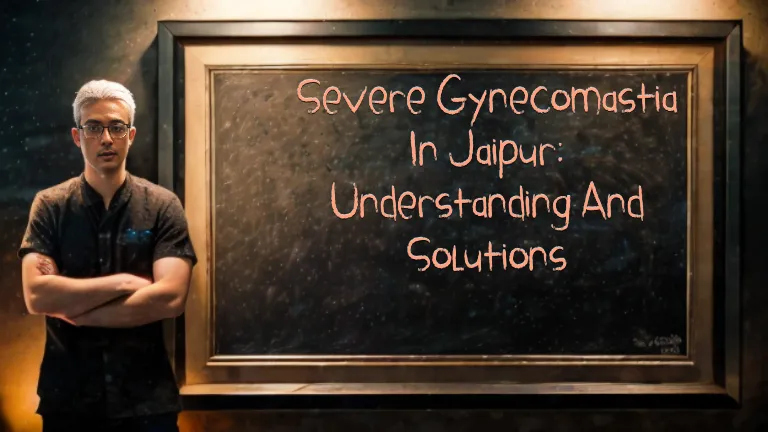 Severe Gynecomastia
In Jaipur:
Understanding And
Solutions